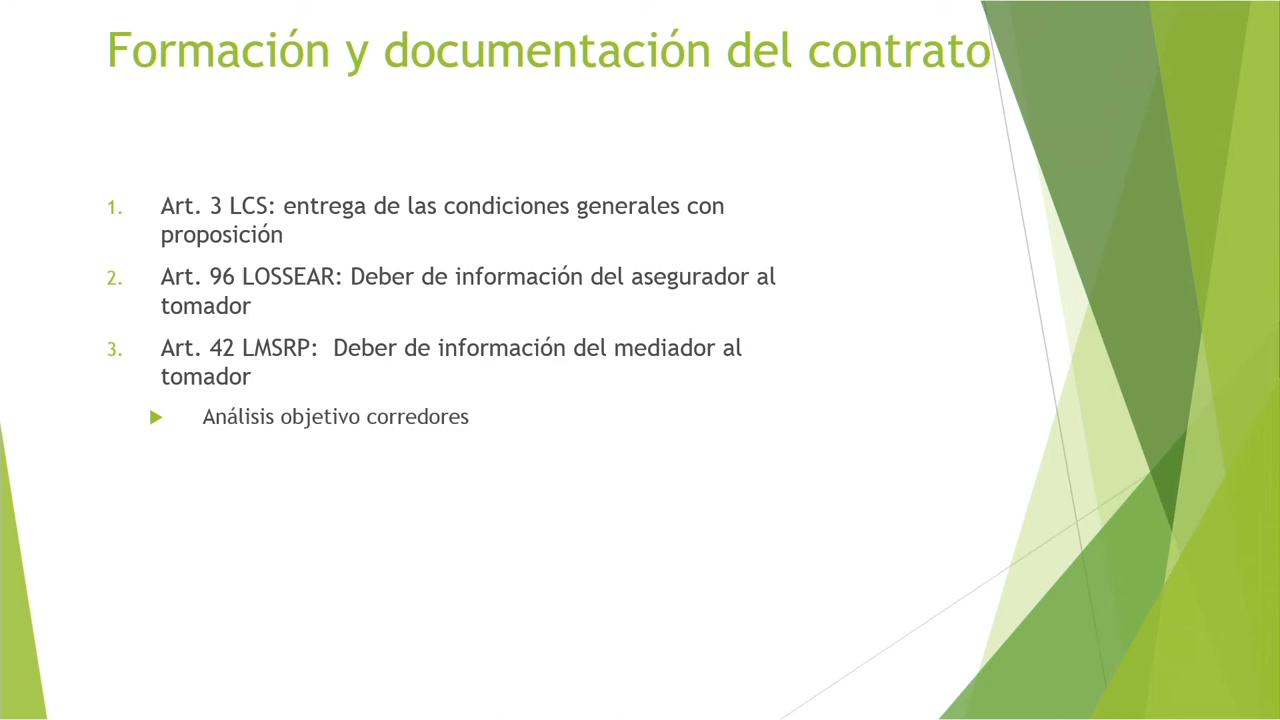 Formación y documentación del contrato
1. Art. 3 LCS: entrega de las condiciones generales con
proposición
2. Art. 96 LOSSEAR: Deber de información del asegurador al
tomador
3. Art. 42 LMSRP:  Deber de información del mediador al
tomador
Análisis objetivo corredores